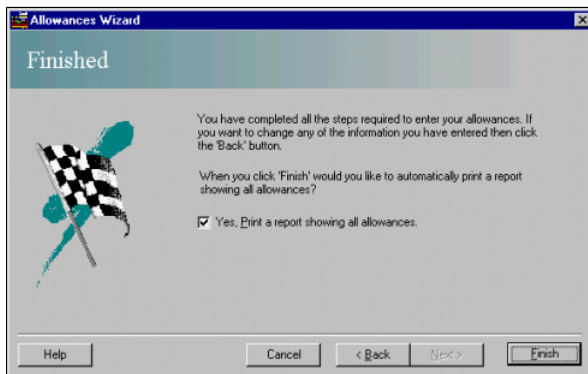 Allowances Wizard
Finished
You have completed all the steps required to enter your allowances. If
you want to change any of the information you have entered then click
the 'Back' button.
When you click 'Finish' would you like to automatically print a report
showing all allowances?
Yes, Print a report showing all allowances.
Help
Cancel
< Back
Next >
Finish